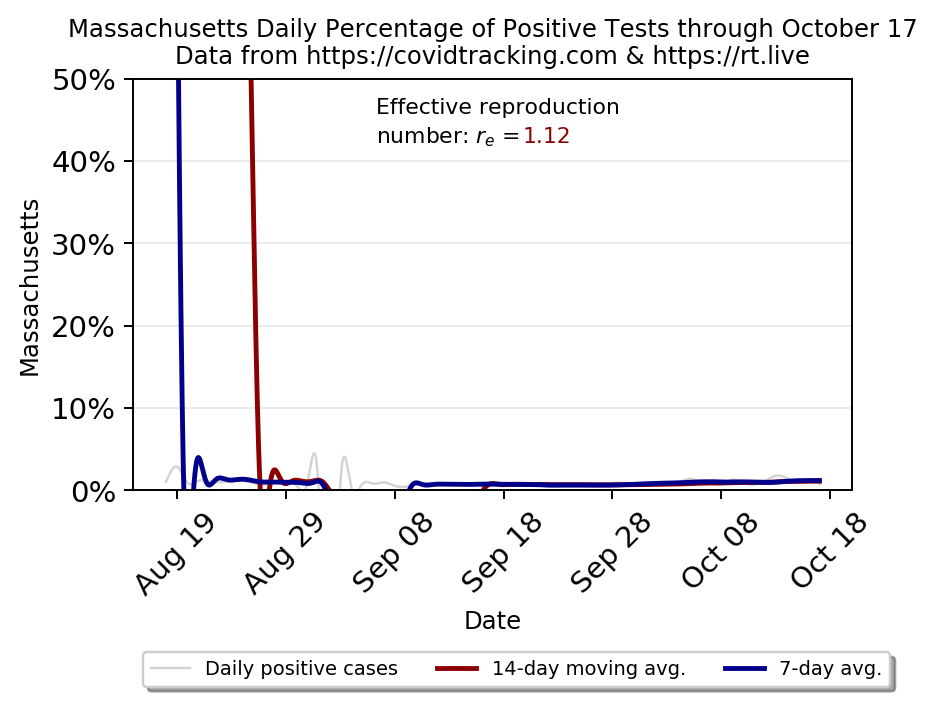 Massachusetts Daily Percentage of Positive Tests through October 17
Data from https://covidtracking.com & https://rt.live
50%
40%
30%
20%
10%
0%
Massachusetts
Effective reproduction
number: rₑ = 1.12
Aug 19
Aug 29
Sep 08
Sep 18
Sep 28
Oct 08
Oct 18
Date
Daily positive cases
14-day moving avg.
7-day avg.